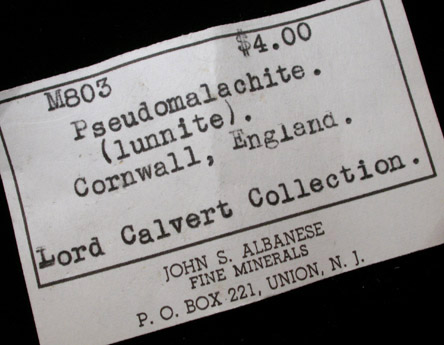 M803 $4.00
Pseudomalachite.
(lunnite).
Cornwall, England.
Lord Calvert Collection.
JOHN S. ALBANESE
FINE MINERALS
P. O. BOX 221, UNION, N. J.